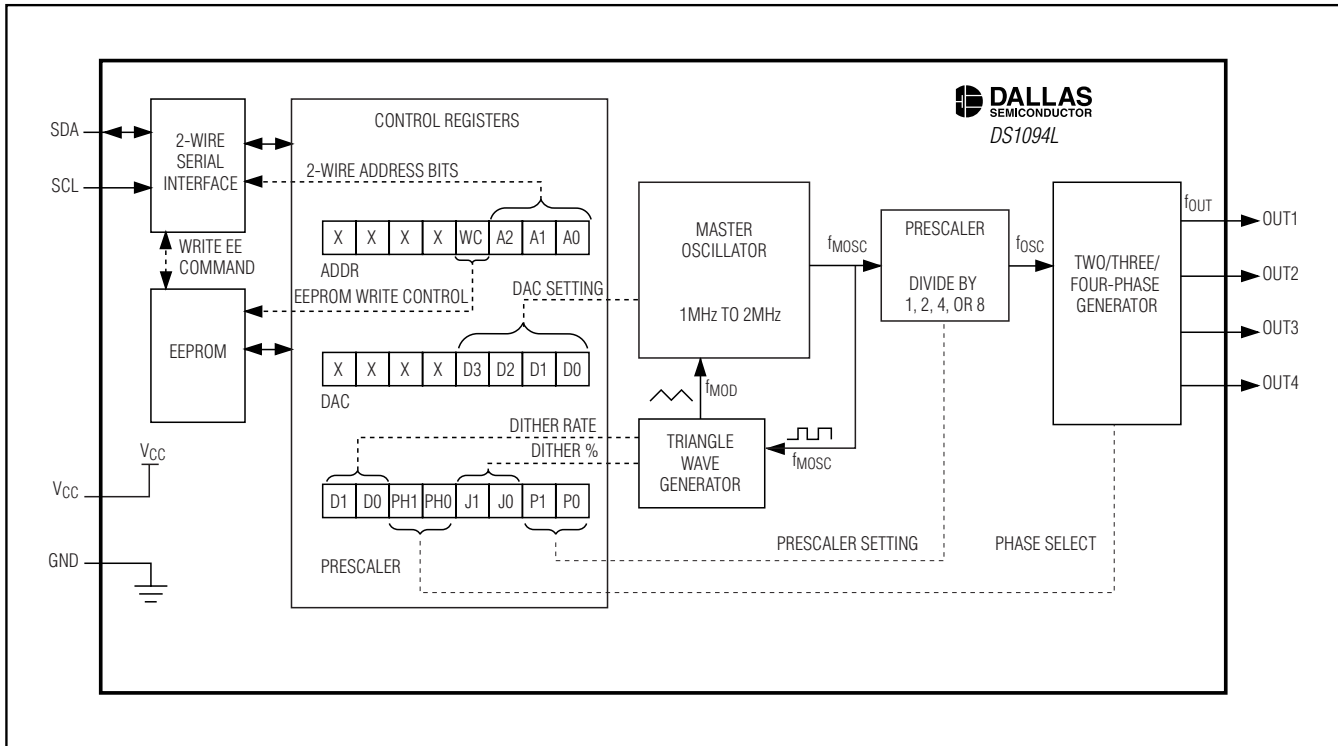 DALLAS
SEMICONDUCTOR
DS1094L
SDA
SCL
2-WIRE
SERIAL
INTERFACE
WRITE EE
COMMAND
EEPROM
VCC
VCC
GND
CONTROL REGISTERS
2-WIRE ADDRESS BITS
X X X X WC A2 A1 A0
ADDR
EEPROM WRITE CONTROL
DAC SETTING
X X X X D3 D2 D1 D0
DAC
DITHER RATE
DITHER %
D1 D0 PH1 PH0 J1 J0 P1 P0
PRESCALER
MASTER
OSCILLATOR
1MHz TO 2MHz
fMOD
TRIANGLE
WAVE
GENERATOR
fMOSC
fMOSC
PRESCALER
DIVIDE BY
1, 2, 4, OR 8
fOSC
PRESCALER SETTING
PHASE SELECT
TWO/THREE/
FOUR-PHASE
GENERATOR
fOUT
OUT1
OUT2
OUT3
OUT4